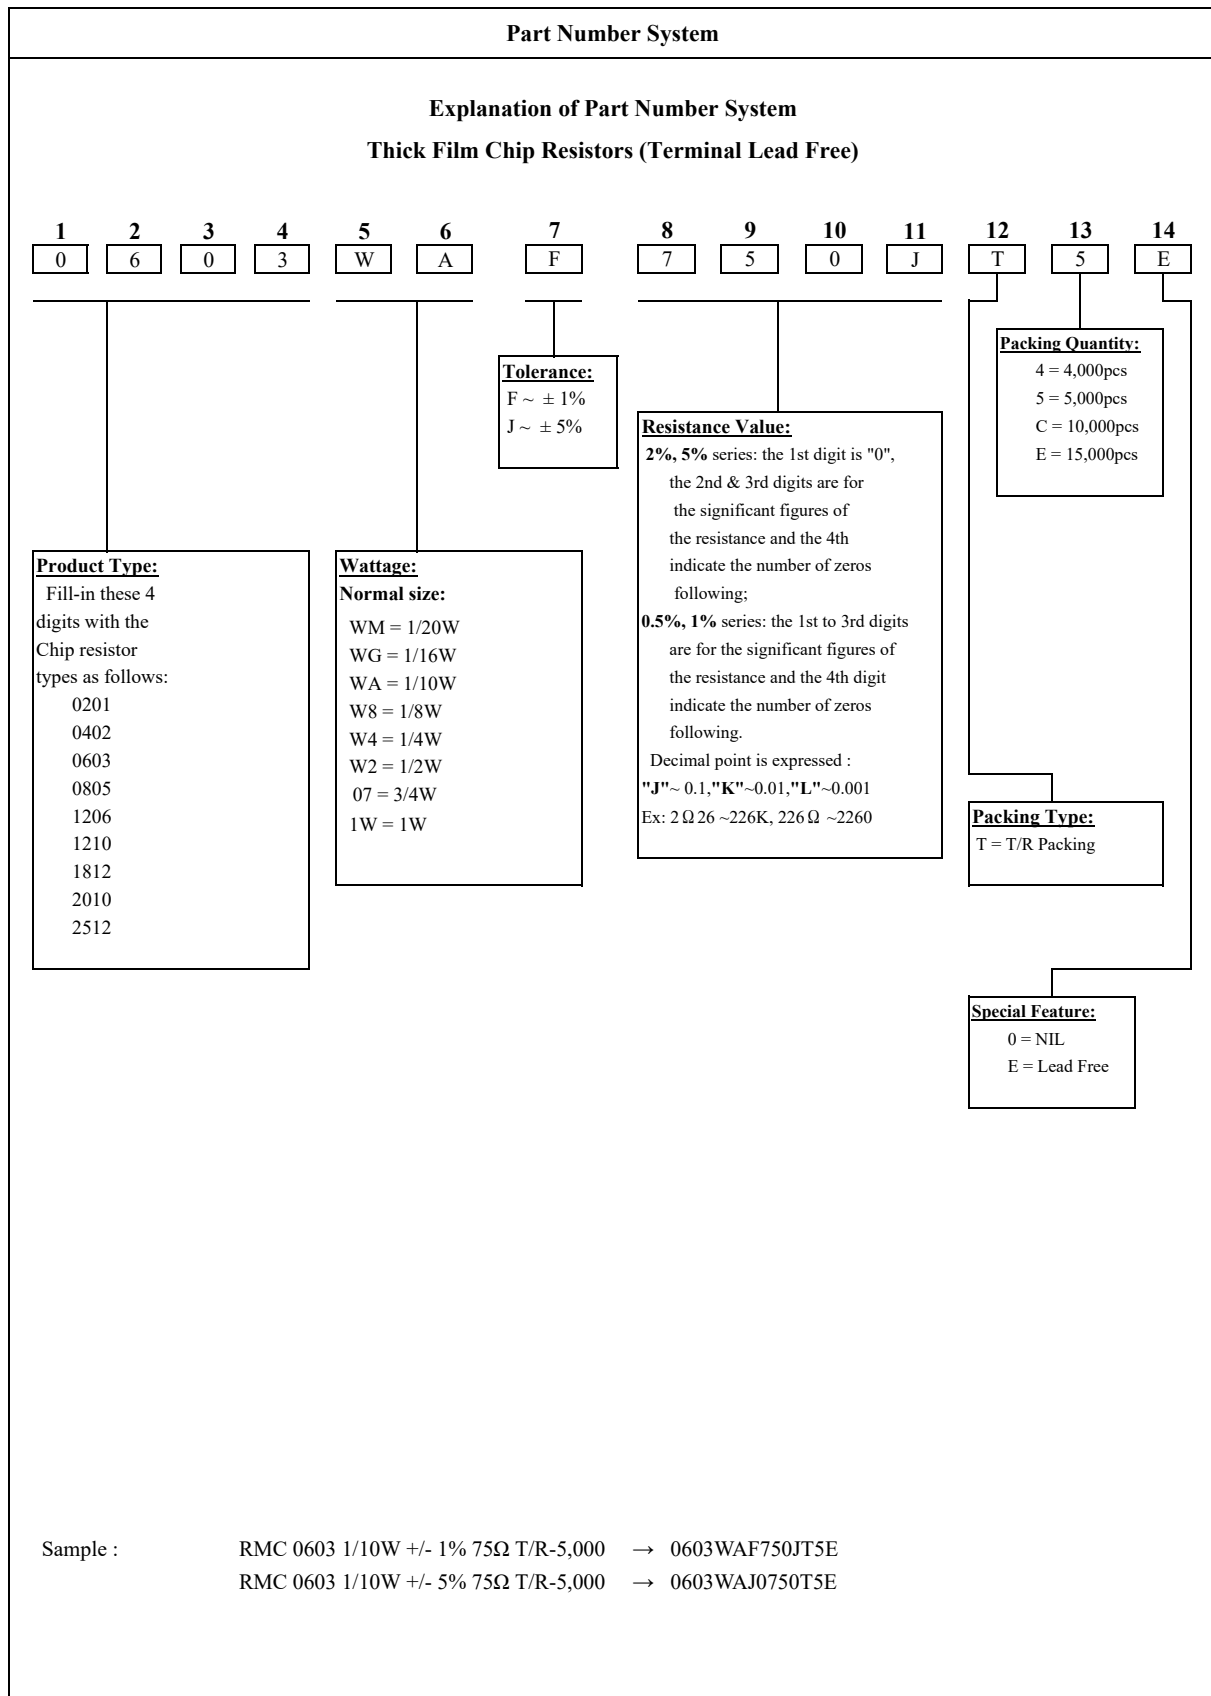 Part Number System
Explanation of Part Number System
Thick Film Chip Resistors (Terminal Lead Free)
1 2 3 4 5 6 7 8 9 10 11 12 13 14
0 6 0 3 W A F 7 5 0 J T 5 E
Packing Quantity:
4 = 4,000pcs
5 = 5,000pcs
C = 10,000pcs
E = 15,000pcs
Tolerance:
F ~ ± 1%
J ~ ± 5%
Resistance Value:
2%, 5% series: the 1st digit is "0",
the 2nd & 3rd digits are for
the significant figures of
the resistance and the 4th
indicate the number of zeros
following;
0.5%, 1% series: the 1st to 3rd digits
are for the significant figures of
the resistance and the 4th digit
indicate the number of zeros
following.
Decimal point is expressed :
"J"~ 0.1,"K"~0.01,"L"~0.001
Ex: 2Ω26 ~226K, 226Ω ~2260
Product Type:
Fill-in these 4
digits with the
Chip resistor
types as follows:
0201
0402
0603
0805
1206
1210
1812
2010
2512
Wattage:
Normal size:
WM = 1/20W
WG = 1/16W
WA = 1/10W
W8 = 1/8W
W4 = 1/4W
W2 = 1/2W
07 = 3/4W
1W = 1W
Packing Type:
T = T/R Packing
Special Feature:
0 = NIL
E = Lead Free
Sample : RMC 0603 1/10W +/- 1% 75Ω T/R-5,000 → 0603WAF750JT5E
RMC 0603 1/10W +/- 5% 75Ω T/R-5,000 → 0603WAJ0750T5E